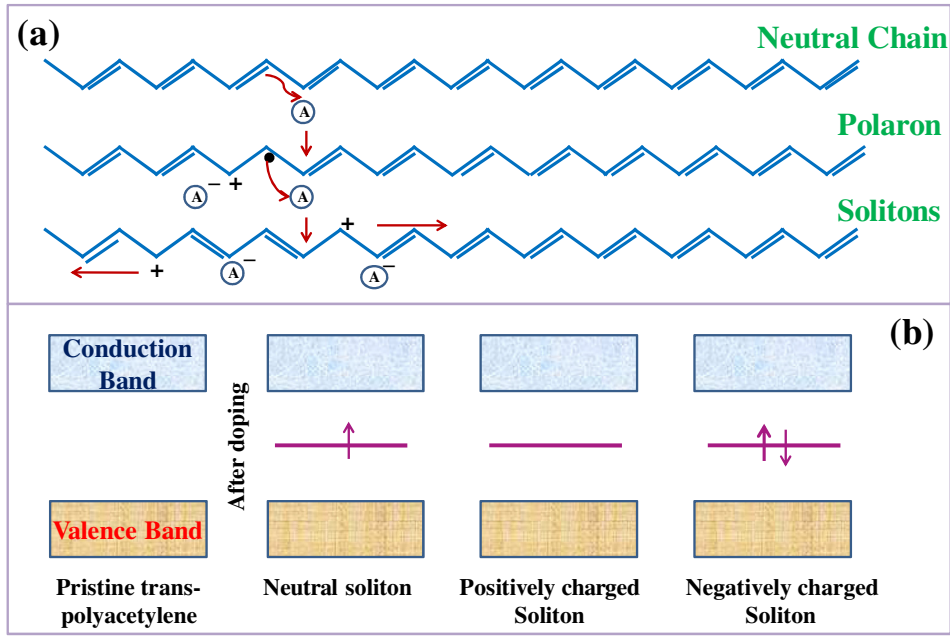 (a)
Neutral Chain
A
Polaron
A− + A
Solitons
+
+ A− A−
(b)
Conduction
Band
After doping
Valence Band
Pristine trans-
polyacetylene
Neutral soliton
Positively charged
Soliton
Negatively charged
Soliton